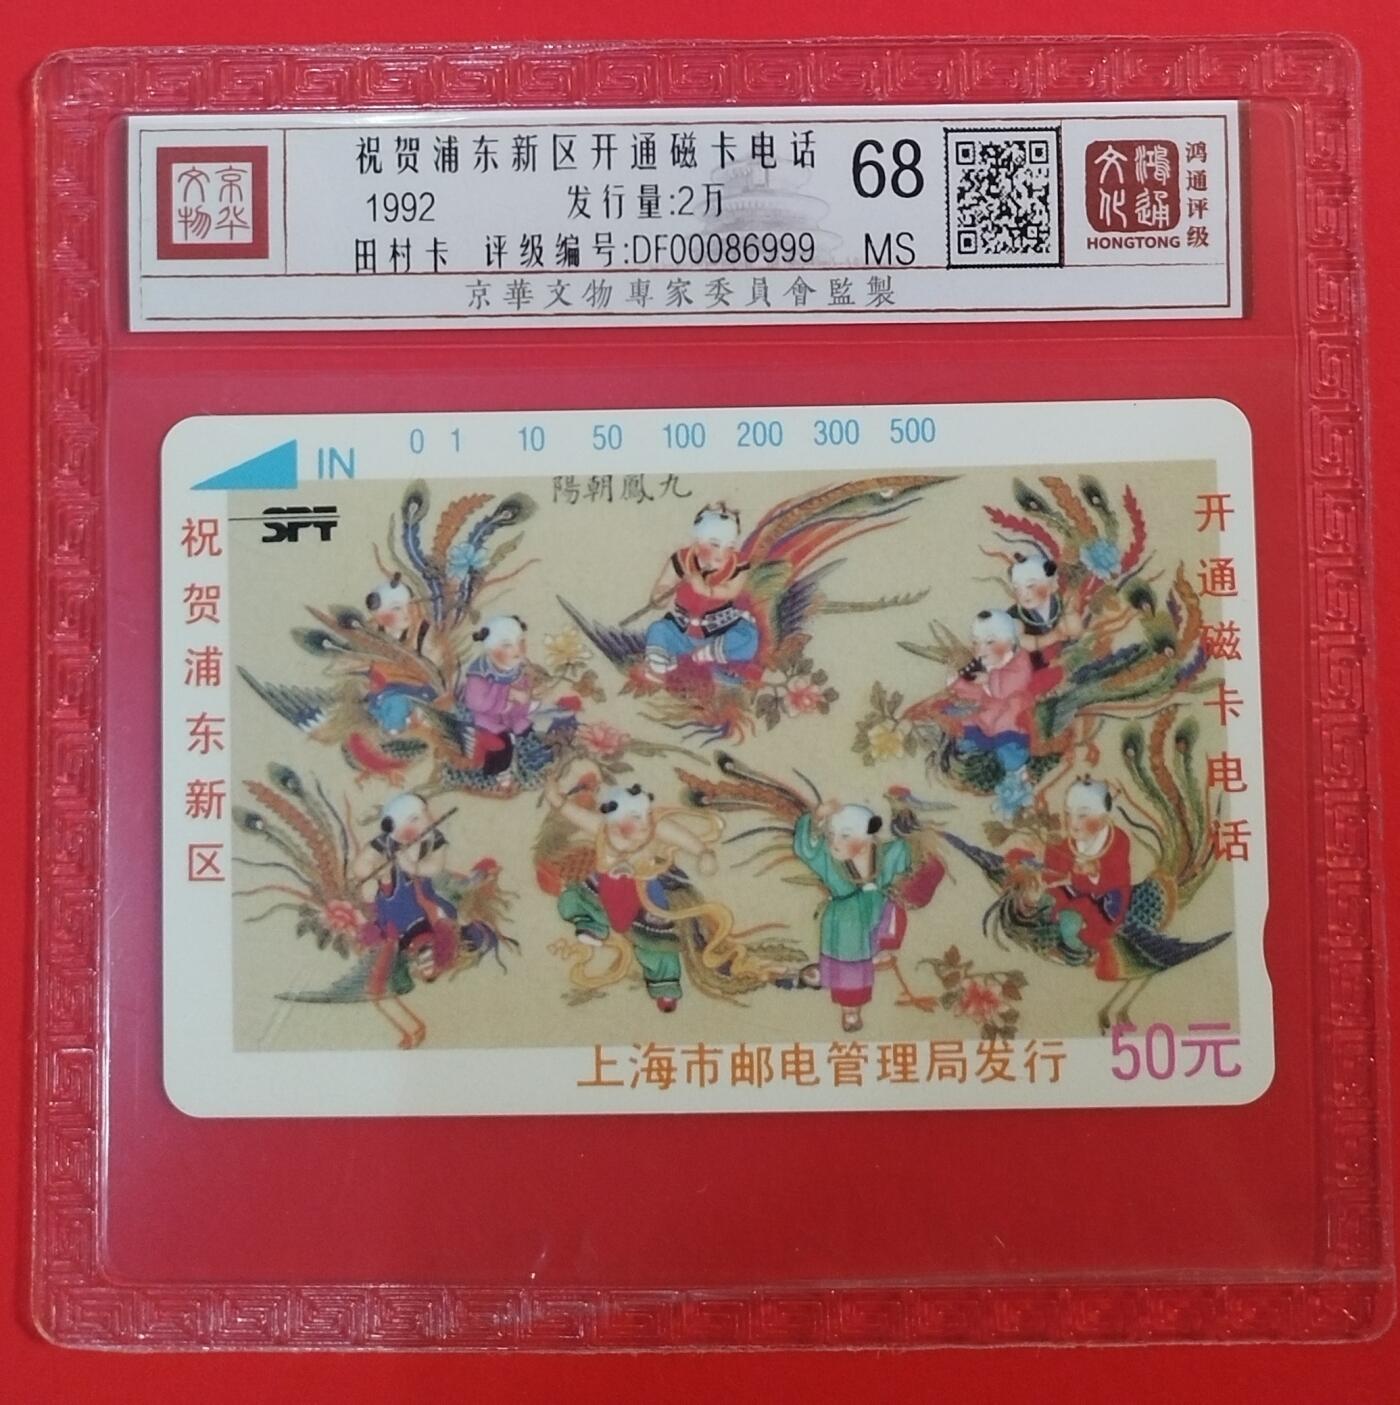 京华
文物
祝贺浦东新区开通磁卡电话
1992 发行量:2万
田村卡 评级编号:DF00086999
68
MS
鸿通
文化
HONGTONG
鸿通评级
京華文物專家委員會監製
IN 0 1 10 50 100 200 300 500
SPT
陽朝鳳九
祝贺浦东新区
开通磁卡电话
上海市邮电管理局发行 50元